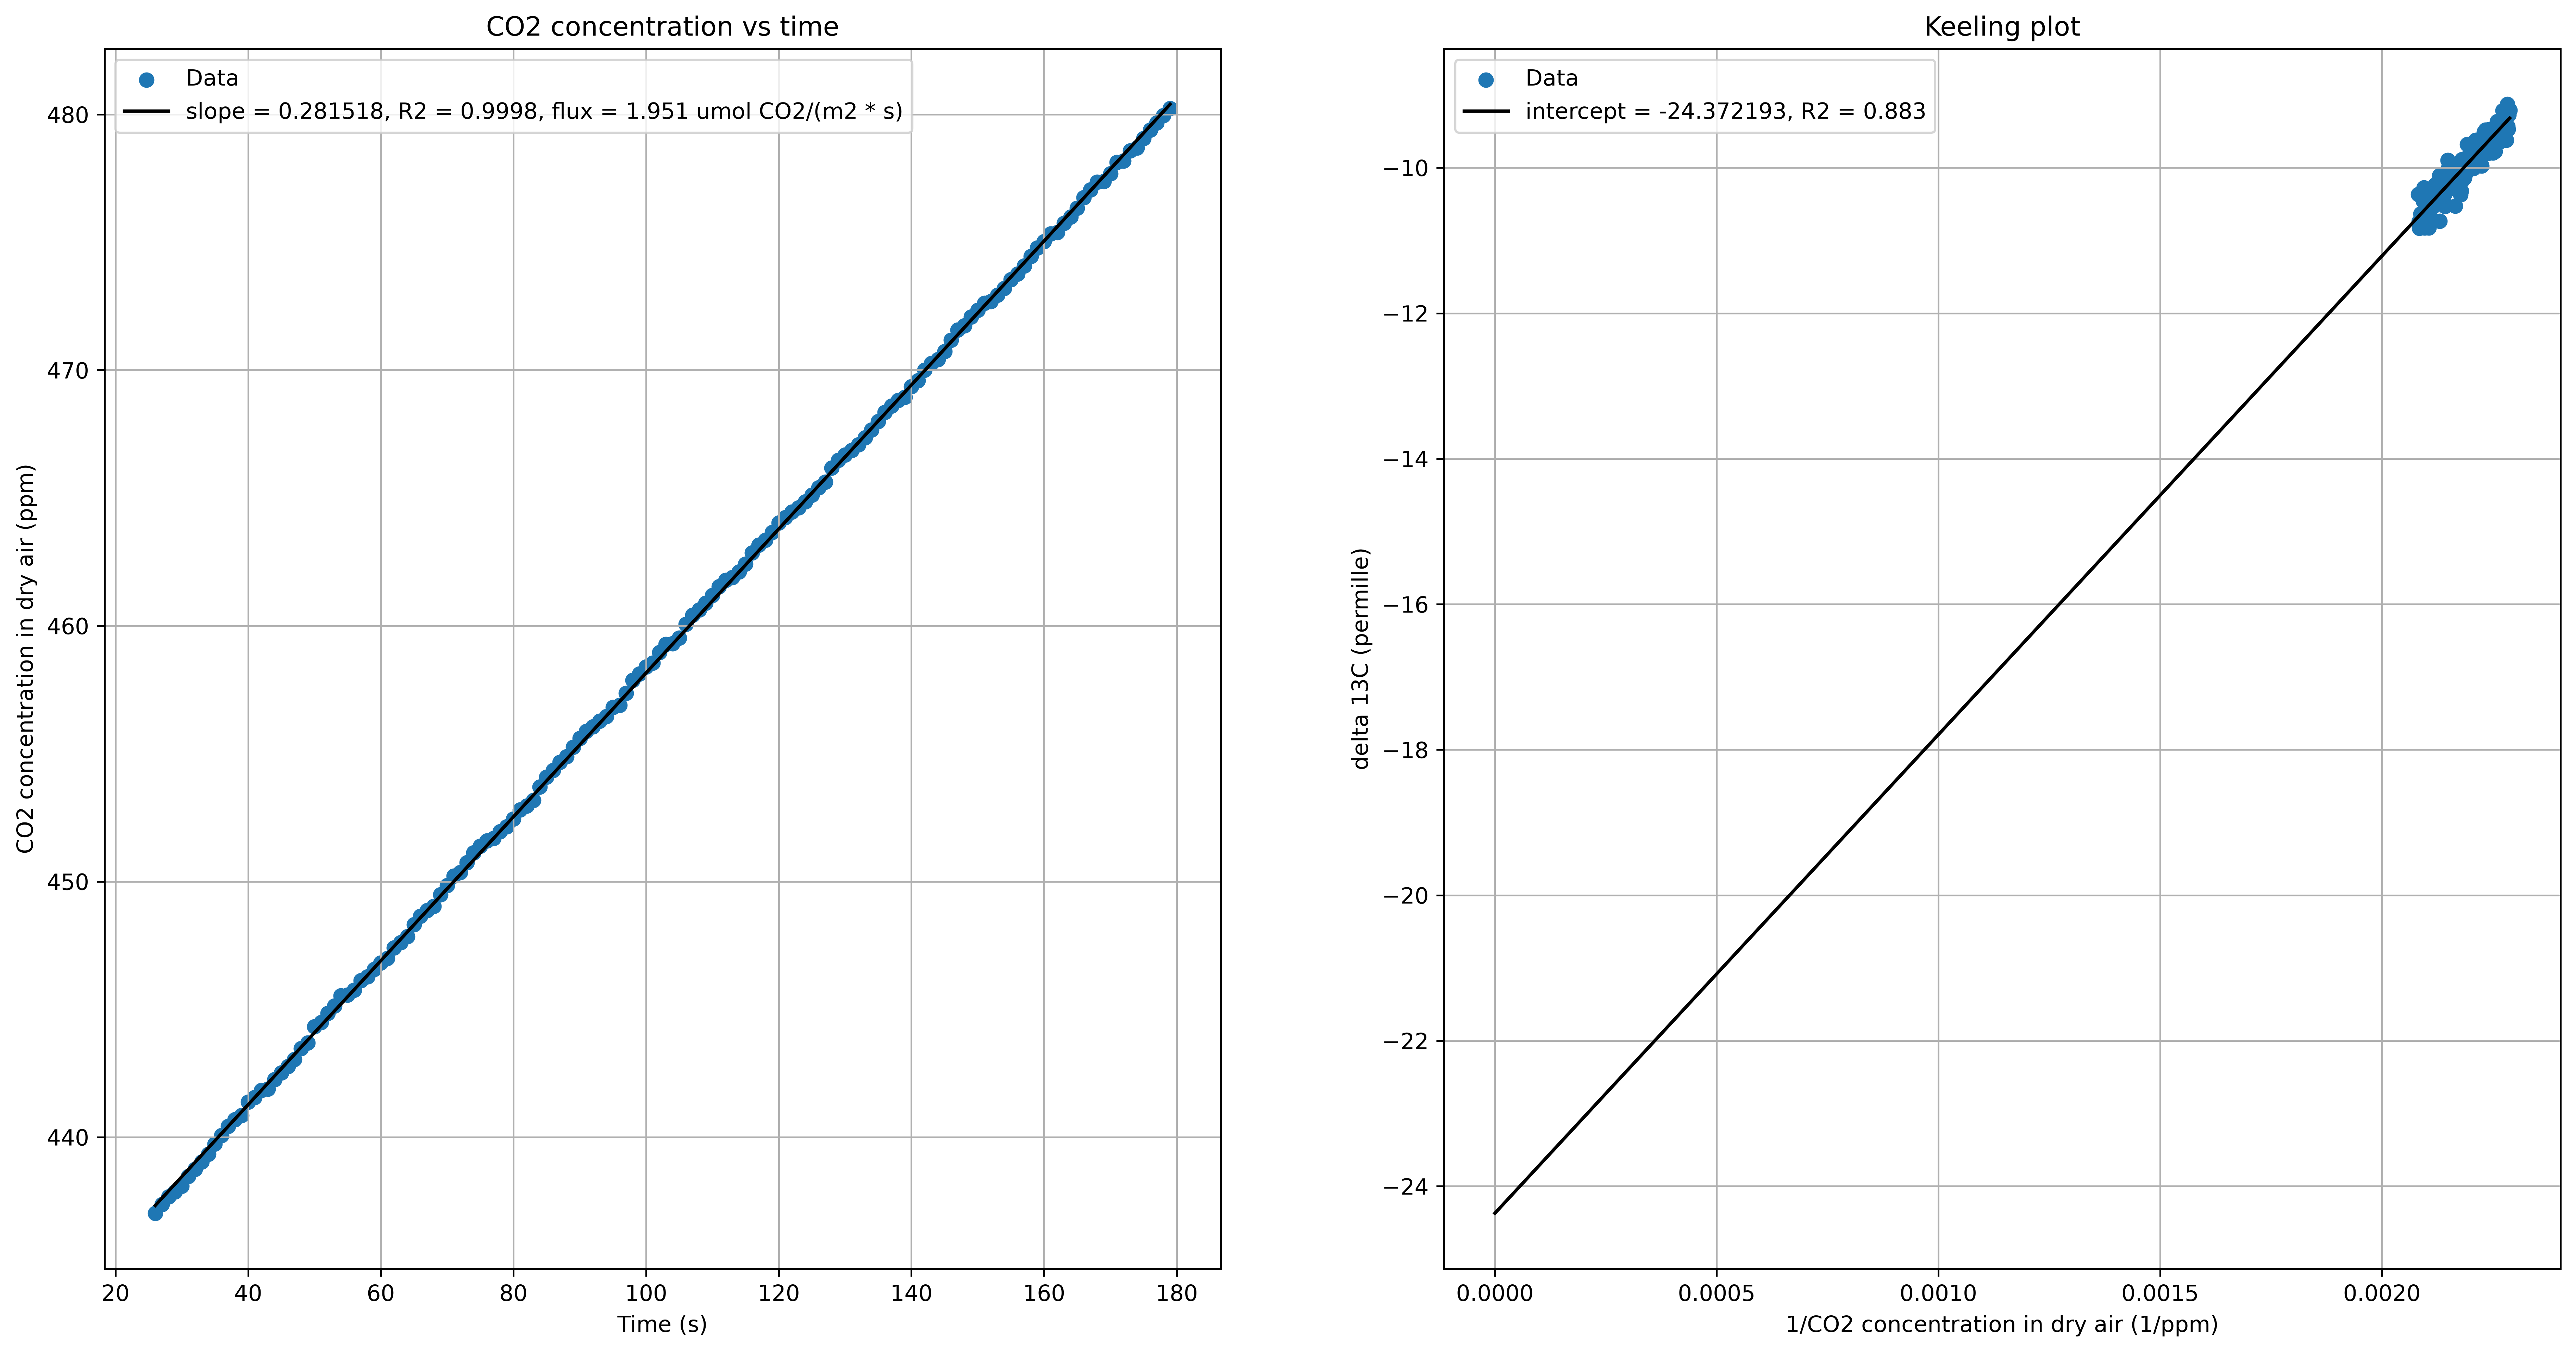 CO2 concentration vs time
Data
slope = 0.281518, R2 = 0.9998, flux = 1.951 umol CO2/(m2 * s)
480
470
460
450
440
CO2 concentration in dry air (ppm)
20 40 60 80 100 120 140 160 180
Time (s)
Keeling plot
Data
intercept = -24.372193, R2 = 0.883
−10
−12
−14
−16
−18
−20
−22
−24
delta 13C (permille)
0.0000 0.0005 0.0010 0.0015 0.0020
1/CO2 concentration in dry air (1/ppm)